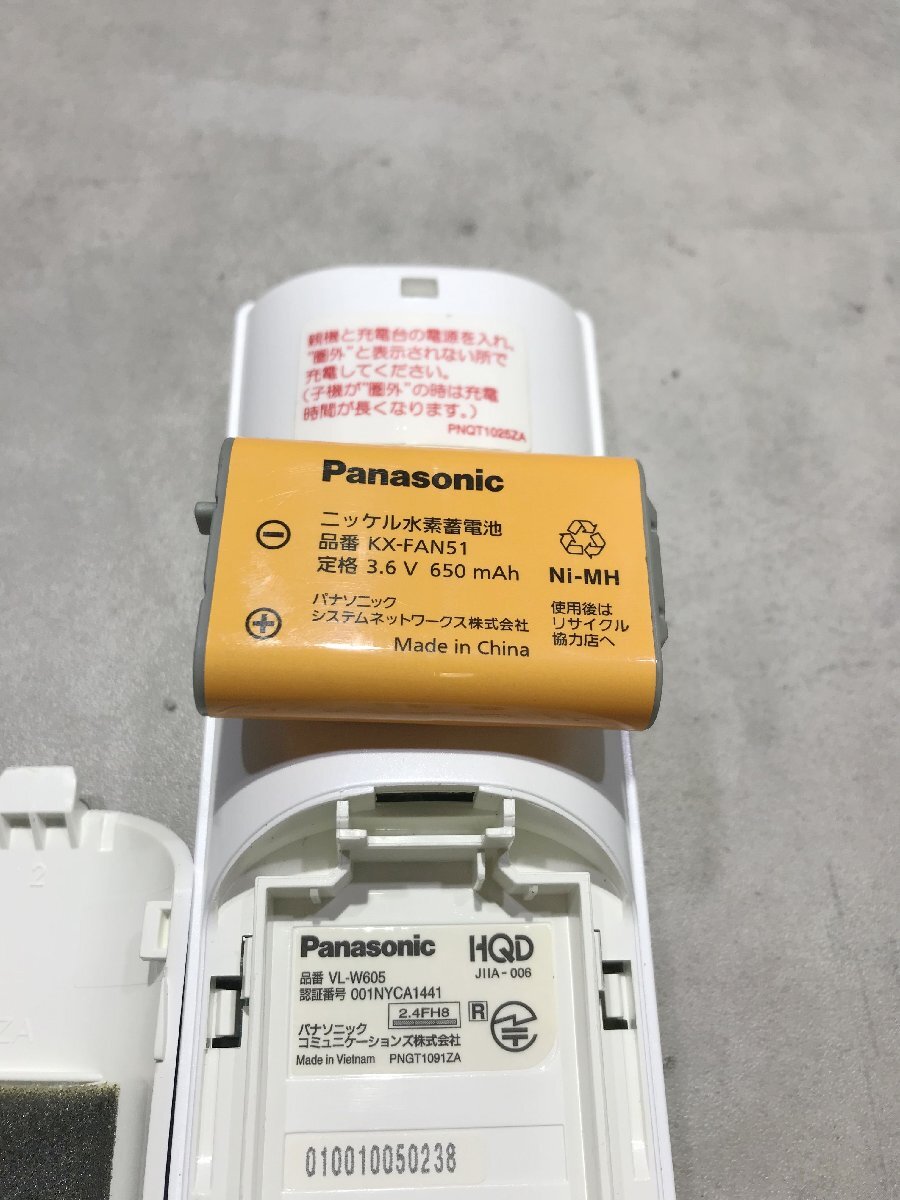 親機と充電台の電源を入れ、
"圏外"と表示されない所で
充電してください。
(子機が"圏外"の時は充電
時間が長くなります。)
PNQT1025ZA
Panasonic
ニッケル水素蓄電池
品番 KX-FAN51
定格 3.6 V 650 mAh
パナソニック
システムネットワークス株式会社
Made in China
Ni-MH
使用後は
リサイクル
協力店へ
2
ZA
Panasonic
HQD
JIIA-006
品番 VL-W605
認証番号 001NYCA1441
2.4FH8
R
パナソニック
コミュニケーションズ株式会社
Made in Vietnam PNGT1091ZA
010010050238